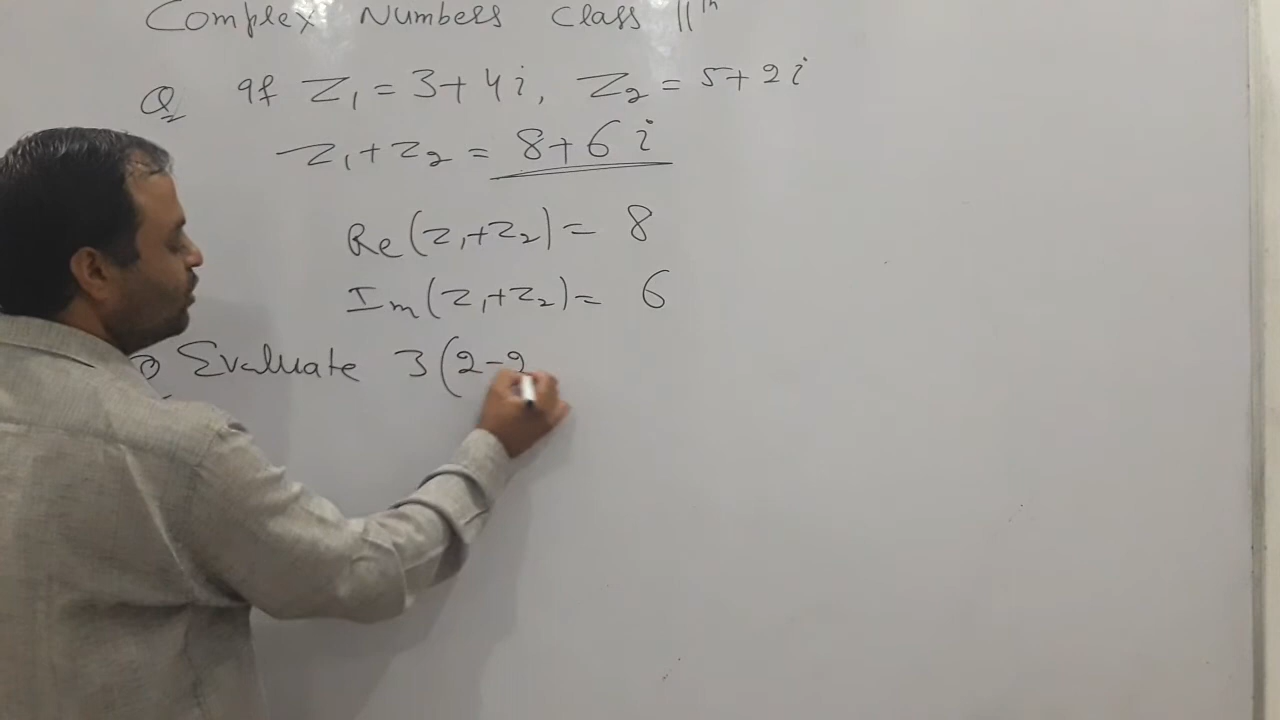 Complex Numbers Class 11th
Q If Z₁ = 3 + 4i, Z₂ = 5 + 2i
Z₁ + Z₂ = 8 + 6i
Re(Z₁ + Z₂) = 8
Im(Z₁ + Z₂) = 6
Q Evaluate 3(2 - 2